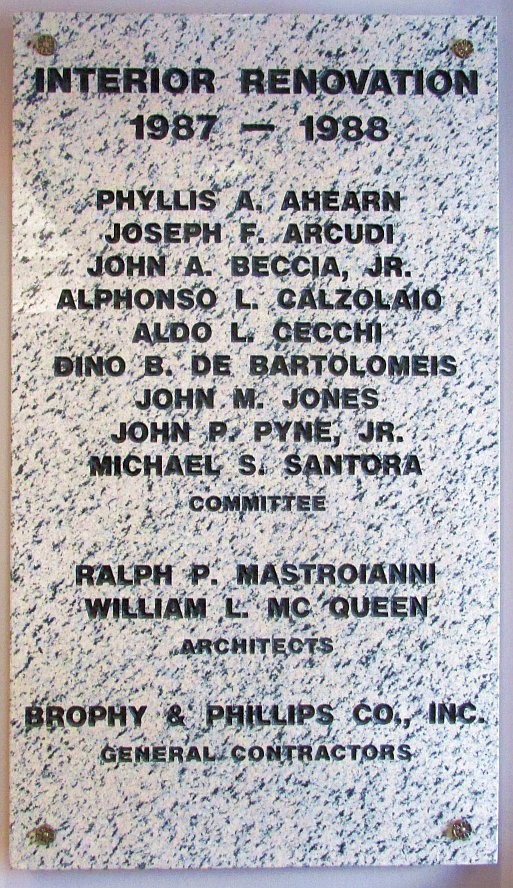 INTERIOR RENOVATION
1987 — 1988
PHYLLIS A. AHEARN
JOSEPH F. ARCUDI
JOHN A. BECCIA, JR.
ALPHONSO L. CALZOLAIO
ALDO L. CECCHI
DINO B. DE BARTOLOMEIS
JOHN M. JONES
JOHN P. PYNE, JR.
MICHAEL S. SANTORA
COMMITTEE
RALPH P. MASTROIANNI
WILLIAM L. MC QUEEN
ARCHITECTS
BROPHY & PHILLIPS CO., INC.
GENERAL CONTRACTORS